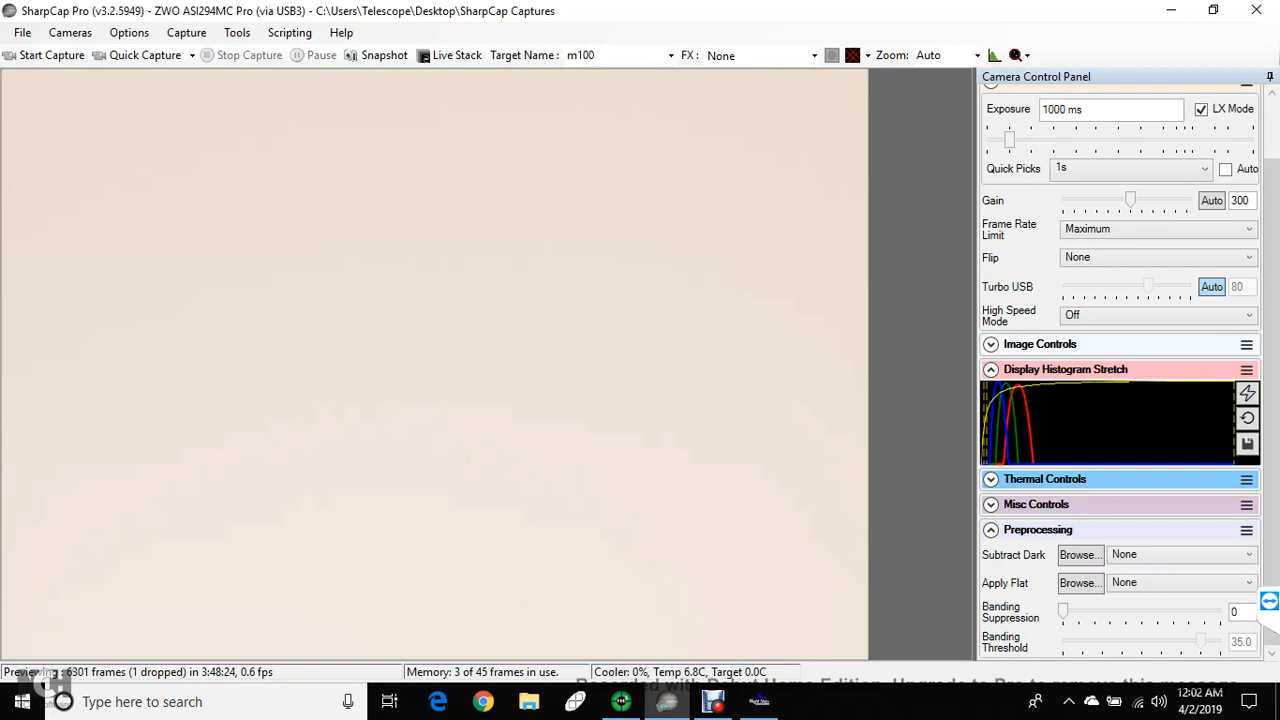 SharpCap Pro (v3.2.5949) - ZWO ASI294MC Pro (via USB3) - C:\Users\Telescope\Desktop\SharpCap Captures
File Cameras Options Capture Tools Scripting Help
Start Capture Quick Capture Stop Capture Pause Snapshot Live Stack Target Name : m100 FX: None Zoom: Auto
Camera Control Panel
Exposure 1000 ms LX Mode
Quick Picks 1s Auto
Gain Auto 300
Frame Rate Limit Maximum
Flip None
Turbo USB Auto 80
High Speed Mode Off
Image Controls
Display Histogram Stretch
Thermal Controls
Misc Controls
Preprocessing
Subtract Dark Browse... None
Apply Flat Browse... None
Banding Suppression 0
Banding Threshold 35.0
Previewing : 6301 frames (1 dropped) in 3:48:24, 0.6 fps Memory: 3 of 45 frames in use. Cooler: 0%, Temp 6.8C, Target 0.0C
Type here to search
12:02 AM
4/2/2019